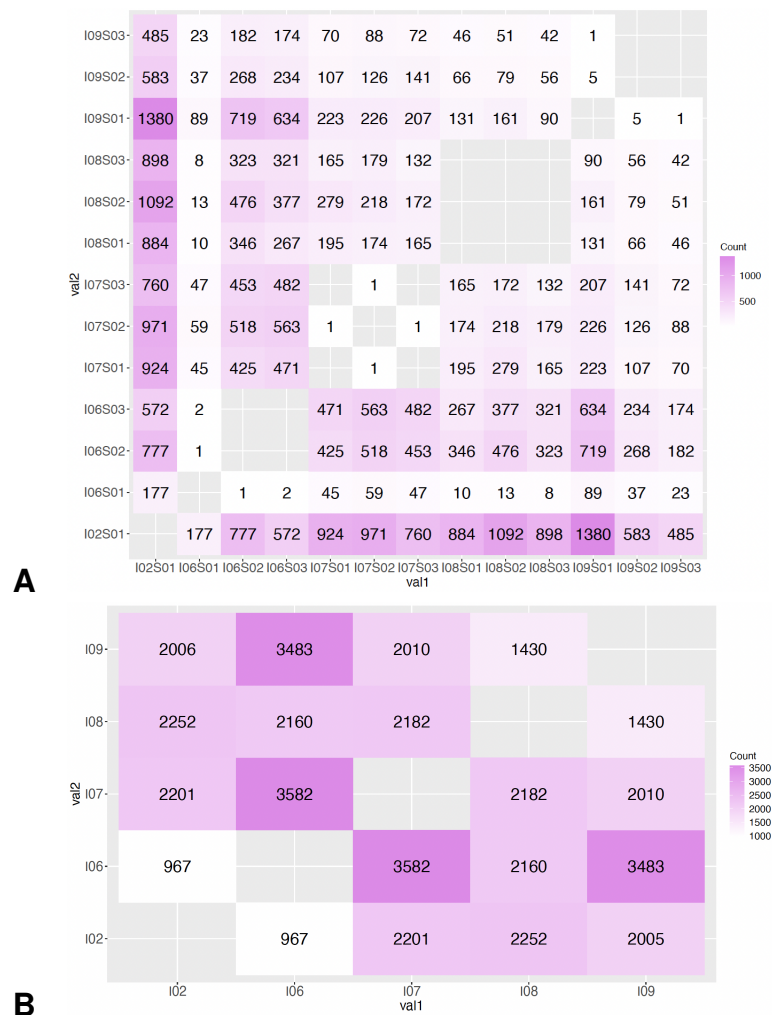 I09S03 485 23 182 174 70 88 72 46 51 42 1
I09S02 583 37 268 234 107 126 141 66 79 56 5
I09S01 1380 89 719 634 223 226 207 131 161 90 5 1
I08S03 898 8 323 321 165 179 132 90 56 42
I08S02 1092 13 476 377 279 218 172 161 79 51
I08S01 884 10 346 267 195 174 165 131 66 46
I07S03 760 47 453 482 1 165 172 132 207 141 72
I07S02 971 59 518 563 1 1 174 218 179 226 126 88
I07S01 924 45 425 471 1 195 279 165 223 107 70
I06S03 572 2 471 563 482 267 377 321 634 234 174
I06S02 777 1 425 518 453 346 476 323 719 268 182
I06S01 177 1 2 45 59 47 10 13 8 89 37 23
I02S01 177 777 572 924 971 760 884 1092 898 1380 583 485
I02S01 I06S01 I06S02 I06S03 I07S01 I07S02 I07S03 I08S01 I08S02 I08S03 I09S01 I09S02 I09S03
val1
val2
Count
1000
500
A
I09 2006 3483 2010 1430
I08 2252 2160 2182 1430
I07 2201 3582 2182 2010
I06 967 3582 2160 3483
I02 967 2201 2252 2005
I02 I06 I07 I08 I09
val1
val2
Count
3500
3000
2500
2000
1500
1000
B